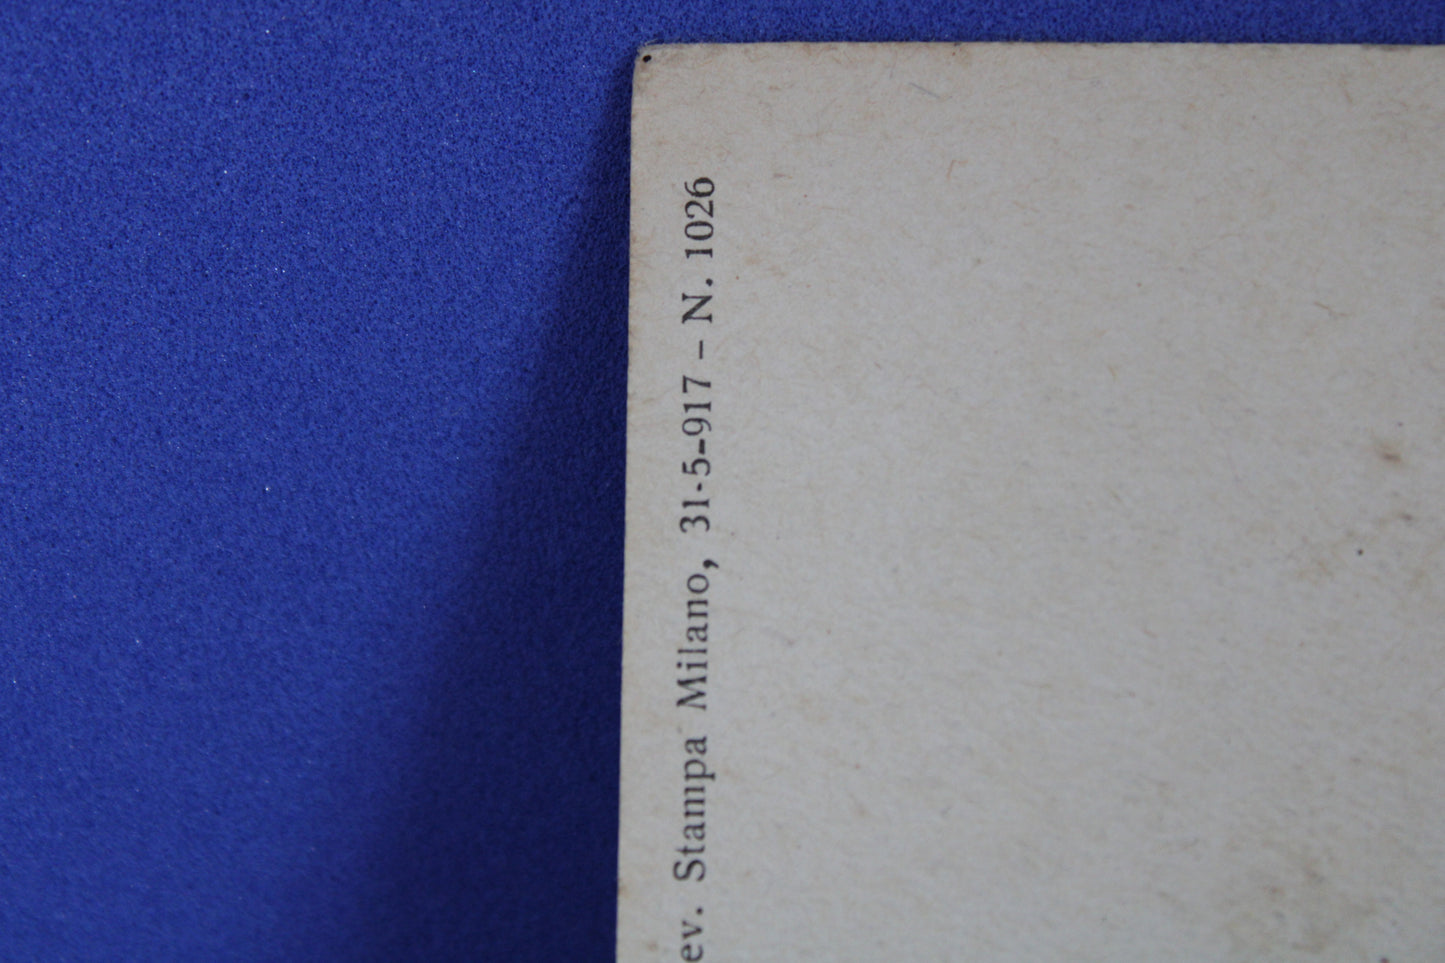 ev. Stampa Milano, 31-5-917 – N. 1026